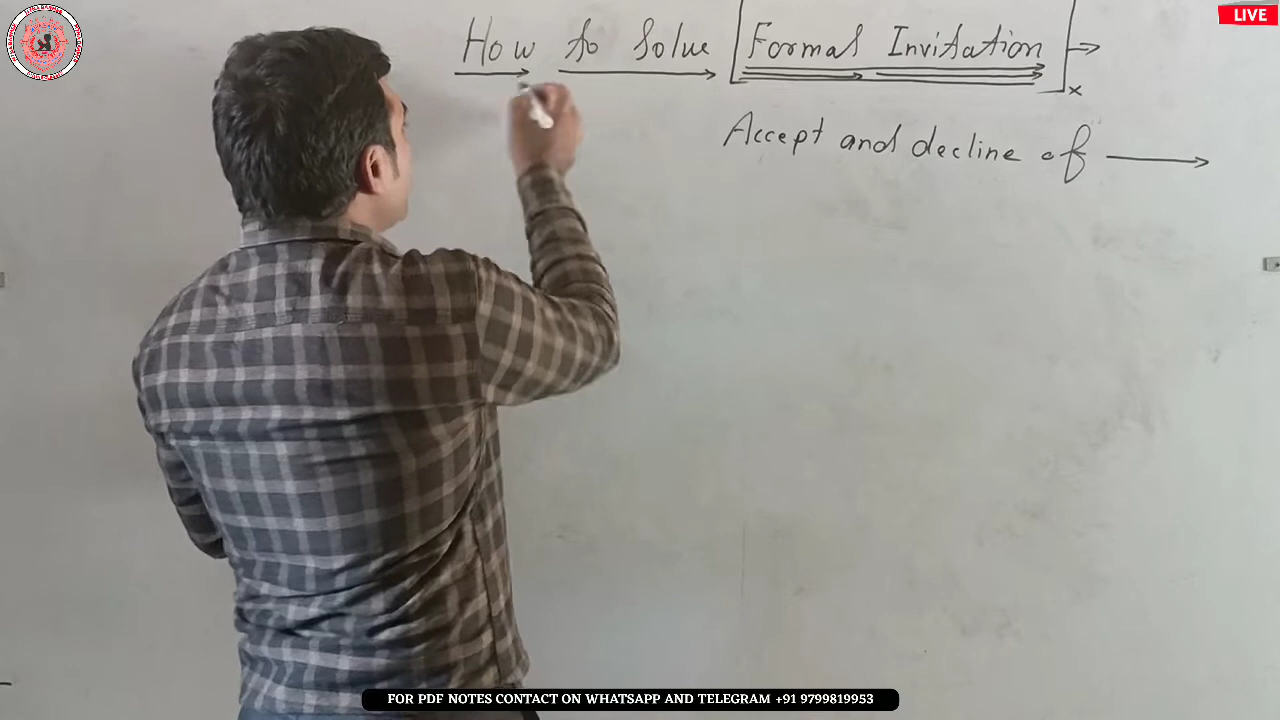 LIVE
How to Solve Formal Invitation
Accept and decline of
FOR PDF NOTES CONTACT ON WHATSAPP AND TELEGRAM +91 9799819953